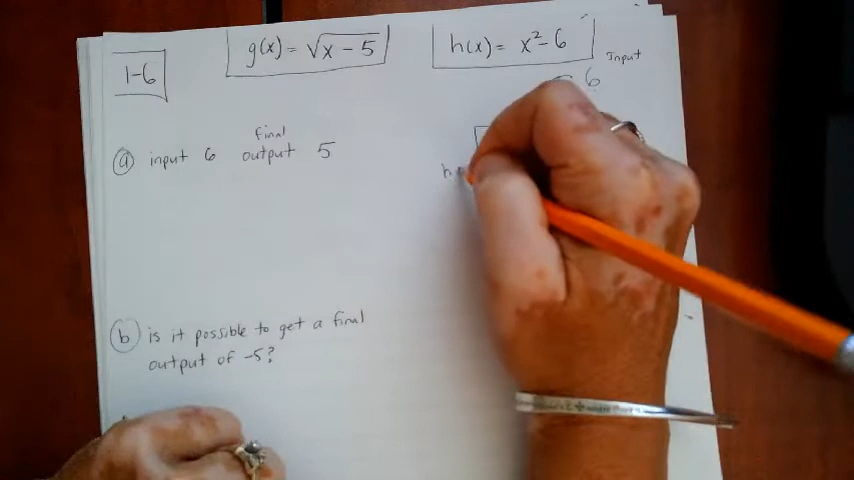 1-6
g(x) = √x - 5
h(x) = x² - 6
Input
6
ⓐ input 6 final output 5
h
ⓑ is it possible to get a final
output of -5?